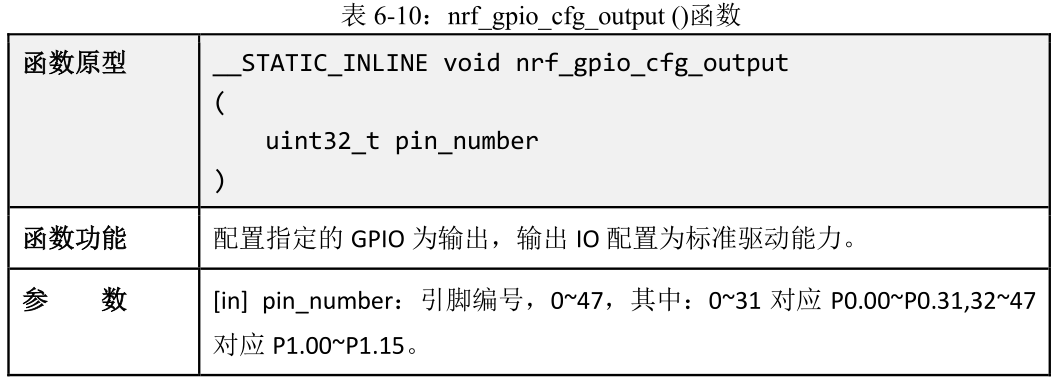 表 6-10：nrf_gpio_cfg_output ()函数
函数原型
__STATIC_INLINE void nrf_gpio_cfg_output
(
uint32_t pin_number
)
函数功能
配置指定的 GPIO 为输出，输出 IO 配置为标准驱动能力。
参 数
[in] pin_number：引脚编号，0~47，其中：0~31 对应 P0.00~P0.31,32~47
对应 P1.00~P1.15。